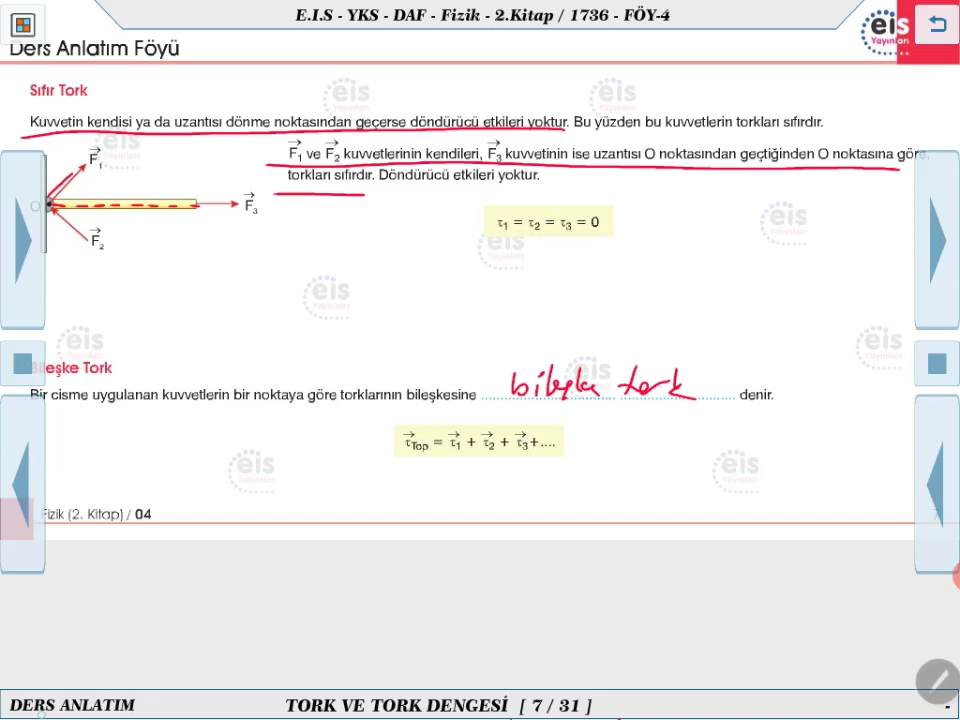 E.I.S - YKS - DAF - Fizik - 2.Kitap / 1736 - FÖY-4
eis
Yayınları
Ders Anlatım Föyü
Sıfır Tork
Kuvvetin kendisi ya da uzantısı dönme noktasından geçerse döndürücü etkileri yoktur. Bu yüzden bu kuvvetlerin torkları sıfırdır.
F₁ ve F₂ kuvvetlerinin kendileri, F₃ kuvvetinin ise uzantısı O noktasından geçtiğinden O noktasına göre,
torkları sıfırdır. Döndürücü etkileri yoktur.
F₁
O
F₃
F₂
τ₁ = τ₂ = τ₃ = 0
Bileşke Tork
Bir cisme uygulanan kuvvetlerin bir noktaya göre torklarının bileşkesine bileşke tork denir.
τTop = τ₁ + τ₂ + τ₃+....
Fizik (2. Kitap) / 04
7
DERS ANLATIM
TORK VE TORK DENGESİ [ 7 / 31 ]
-